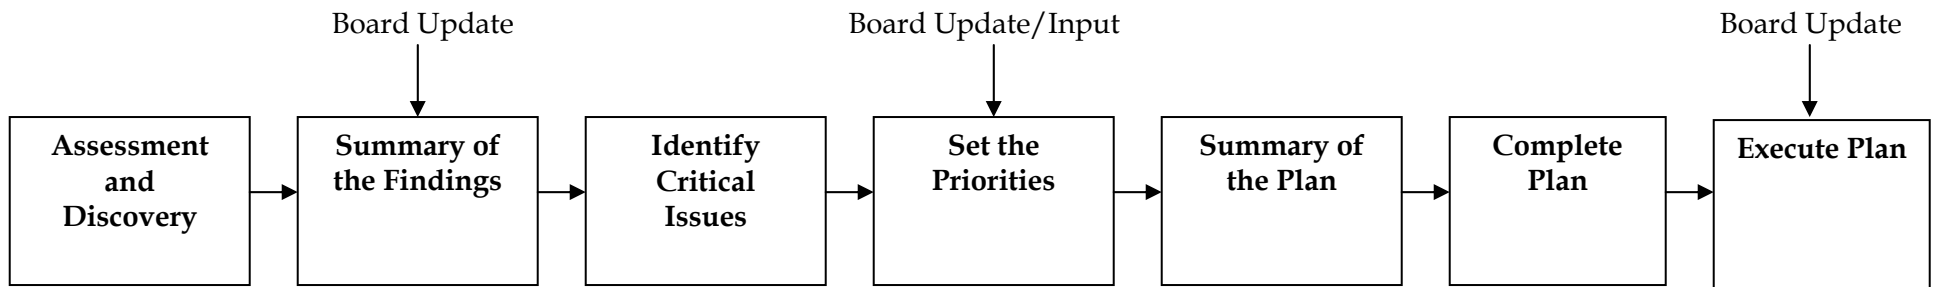 Board Update
Board Update/Input
Board Update
Assessment
and
Discovery
Summary of
the Findings
Identify
Critical
Issues
Set the
Priorities
Summary of
the Plan
Complete
Plan
Execute Plan